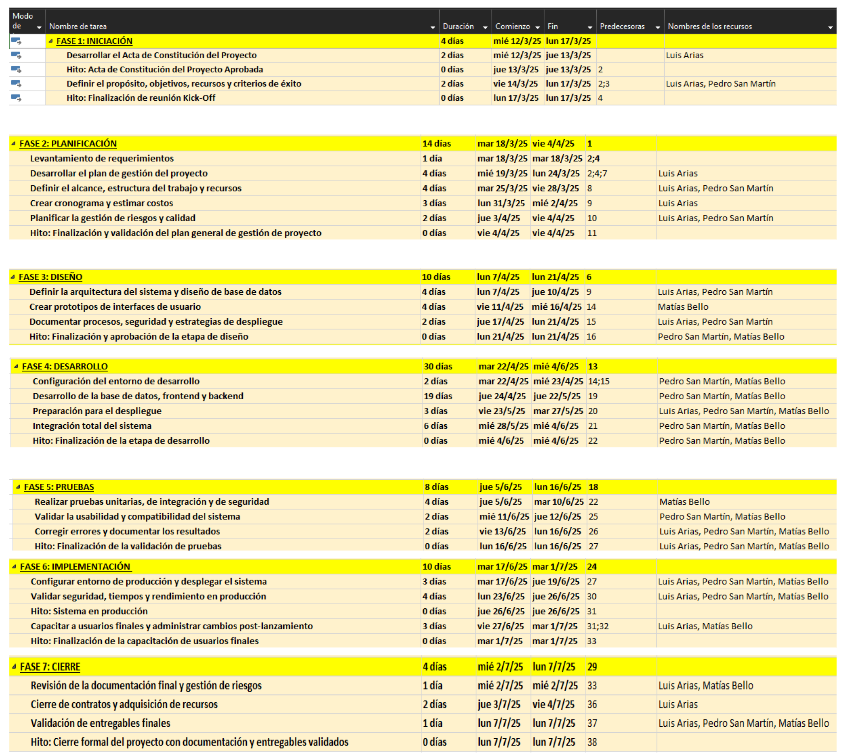 Modo de Nombre de tarea Duración Comienzo Fin Predecesoras Nombres de los recursos
FASE 1: INICIACIÓN 4 días mié 12/3/25 lun 17/3/25
Desarrollar el Acta de Constitución del Proyecto 2 días mié 12/3/25 jue 13/3/25 Luis Arias
Hito: Acta de Constitución del Proyecto Aprobada 0 días jue 13/3/25 jue 13/3/25 2
Definir el propósito, objetivos, recursos y criterios de éxito 2 días vie 14/3/25 lun 17/3/25 2;3 Luis Arias, Pedro San Martín
Hito: Finalización de reunión Kick-Off 0 días lun 17/3/25 lun 17/3/25 4
FASE 2: PLANIFICACIÓN 14 días mar 18/3/25 vie 4/4/25 1
Levantamiento de requerimientos 1 día mar 18/3/25 mar 18/3/25 2;4
Desarrollar el plan de gestión del proyecto 4 días mié 19/3/25 lun 24/3/25 2;4;7 Luis Arias
Definir el alcance, estructura del trabajo y recursos 4 días mar 25/3/25 vie 28/3/25 8 Luis Arias, Pedro San Martín
Crear cronograma y estimar costos 3 días lun 31/3/25 mié 2/4/25 9 Luis Arias
Planificar la gestión de riesgos y calidad 2 días jue 3/4/25 vie 4/4/25 10 Luis Arias, Pedro San Martín
Hito: Finalización y validación del plan general de gestión de proyecto 0 días vie 4/4/25 vie 4/4/25 11
FASE 3: DISEÑO 10 días lun 7/4/25 lun 21/4/25 6
Definir la arquitectura del sistema y diseño de base de datos 4 días lun 7/4/25 jue 10/4/25 9 Luis Arias, Pedro San Martín
Crear prototipos de interfaces de usuario 4 días vie 11/4/25 mié 16/4/25 14 Matías Bello
Documentar procesos, seguridad y estrategias de despliegue 2 días jue 17/4/25 lun 21/4/25 15 Luis Arias, Pedro San Martín
Hito: Finalización y aprobación de la etapa de diseño 0 días lun 21/4/25 lun 21/4/25 16 Pedro San Martín, Matías Bello
FASE 4: DESARROLLO 30 días mar 22/4/25 mié 4/6/25 13
Configuración del entorno de desarrollo 2 días mar 22/4/25 mié 23/4/25 14;15 Pedro San Martín, Matías Bello
Desarrollo de la base de datos, frontend y backend 19 días jue 24/4/25 jue 22/5/25 19 Pedro San Martín, Matías Bello
Preparación para el despliegue 3 días vie 23/5/25 mar 27/5/25 20 Luis Arias, Pedro San Martín, Matías Bello
Integración total del sistema 6 días mié 28/5/25 mié 4/6/25 21 Pedro San Martín, Matías Bello
Hito: Finalización de la etapa de desarrollo 0 días mié 4/6/25 mié 4/6/25 22 Pedro San Martín, Matías Bello
FASE 5: PRUEBAS 8 días jue 5/6/25 lun 16/6/25 18
Realizar pruebas unitarias, de integración y de seguridad 4 días jue 5/6/25 mar 10/6/25 22 Matías Bello
Validar la usabilidad y compatibilidad del sistema 2 días mié 11/6/25 jue 12/6/25 25 Pedro San Martín, Matías Bello
Corregir errores y documentar los resultados 2 días vie 13/6/25 lun 16/6/25 26 Luis Arias, Pedro San Martín, Matías Bello
Hito: Finalización de la validación de pruebas 0 días lun 16/6/25 lun 16/6/25 27 Luis Arias, Pedro San Martín, Matías Bello
FASE 6: IMPLEMENTACIÓN 10 días mar 17/6/25 mar 1/7/25 24
Configurar entorno de producción y desplegar el sistema 3 días mar 17/6/25 jue 19/6/25 27 Luis Arias, Pedro San Martín, Matías Bello
Validar seguridad, tiempos y rendimiento en producción 4 días lun 23/6/25 jue 26/6/25 30 Luis Arias, Pedro San Martín, Matías Bello
Hito: Sistema en producción 0 días jue 26/6/25 jue 26/6/25 31
Capacitar a usuarios finales y administrar cambios post-lanzamiento 3 días vie 27/6/25 mar 1/7/25 31;32 Luis Arias, Matías Bello
Hito: Finalización de la capacitación de usuarios finales 0 días mar 1/7/25 mar 1/7/25 33
FASE 7: CIERRE 4 días mié 2/7/25 lun 7/7/25 29
Revisión de la documentación final y gestión de riesgos 1 día mié 2/7/25 mié 2/7/25 33 Luis Arias, Matías Bello
Cierre de contratos y adquisición de recursos 2 días jue 3/7/25 vie 4/7/25 36 Luis Arias
Validación de entregables finales 1 día lun 7/7/25 lun 7/7/25 37 Luis Arias, Pedro San Martín, Matías Bello
Hito: Cierre formal del proyecto con documentación y entregables validados 0 días lun 7/7/25 lun 7/7/25 38